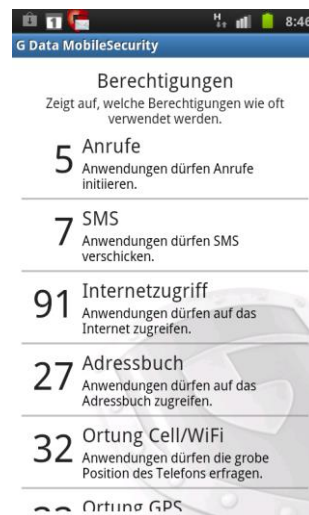 1
H
8:46
G Data MobileSecurity
Berechtigungen
Zeigt auf, welche Berechtigungen wie oft
verwendet werden.
5 Anrufe
Anwendungen dürfen Anrufe
initiieren.
7 SMS
Anwendungen dürfen SMS
verschicken.
91 Internetzugriff
Anwendungen dürfen auf das
Internet zugreifen.
27 Adressbuch
Anwendungen dürfen auf das
Adressbuch zugreifen.
32 Ortung Cell/WiFi
Anwendungen dürfen die grobe
Position des Telefons erfragen.
Ortung GPS